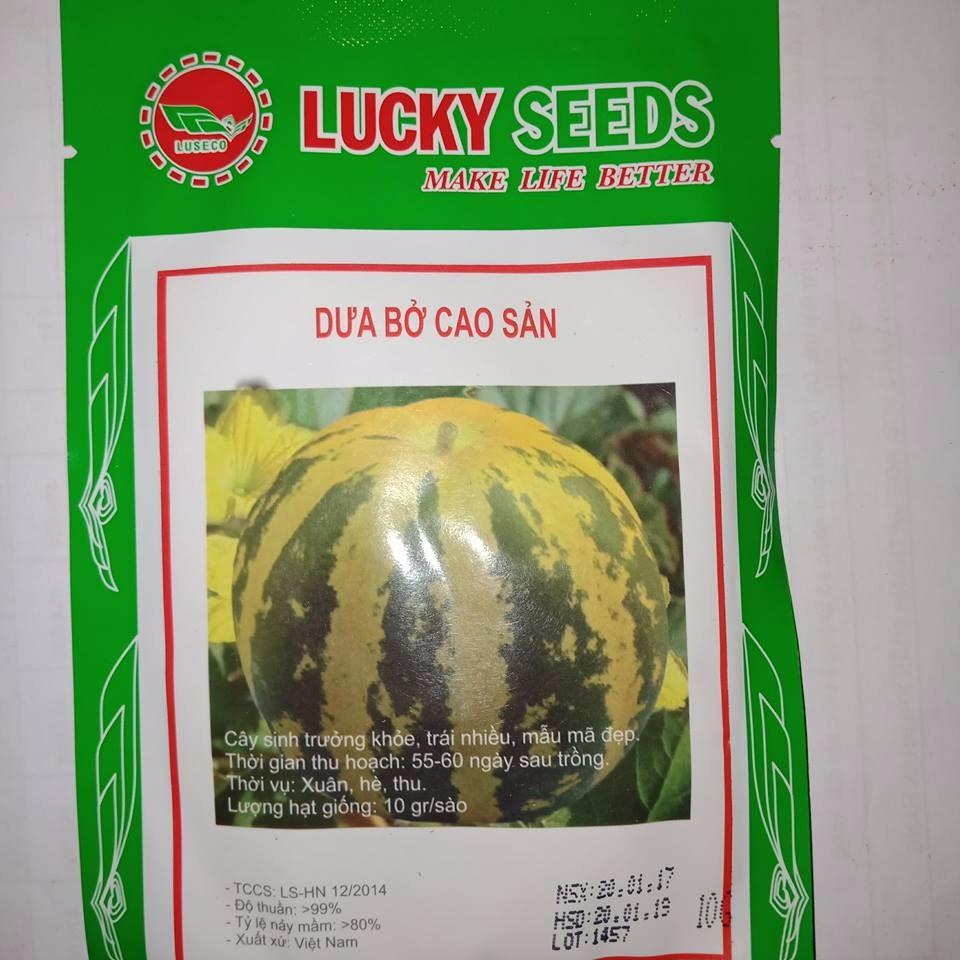 LUSECO
LUCKY SEEDS
MAKE LIFE BETTER
DƯA BỞ CAO SẢN
Cây sinh trưởng khỏe, trái nhiều, mẫu mã đẹp.
Thời gian thu hoạch: 55-60 ngày sau trồng.
Thời vụ: Xuân, hè, thu.
Lượng hạt giống: 10 gr/sào
- TCCS: LS-HN 12/2014
- Độ thuần: >99%
- Tỷ lệ nảy mầm: >80%
- Xuất xứ: Việt Nam
NSX:20.01.17
HSD:20.01.19
LOT:1457
10G